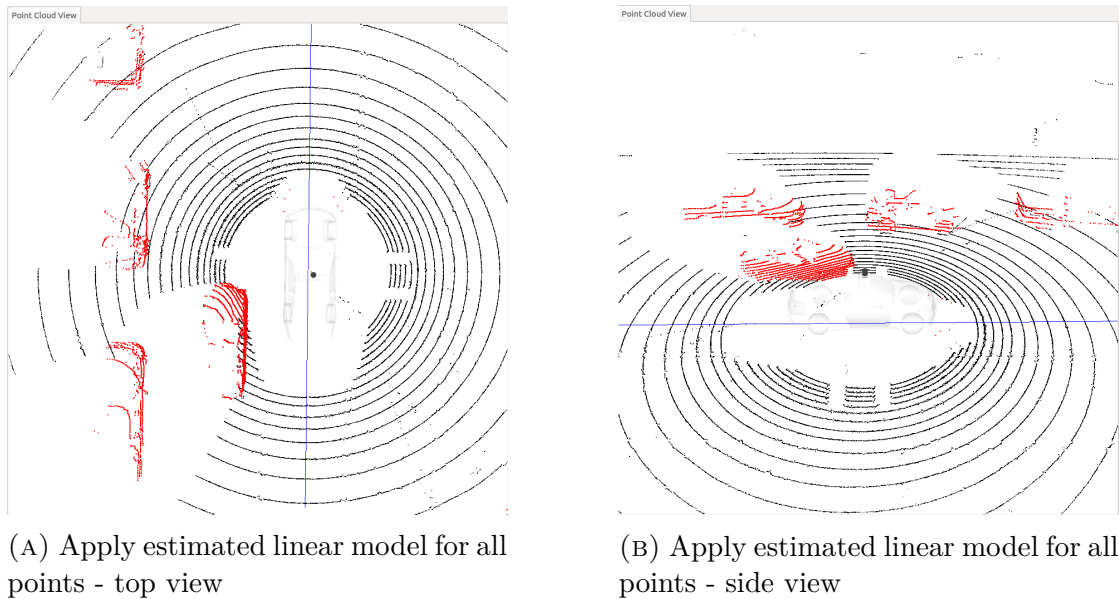 Point Cloud View
Point Cloud View
(A) Apply estimated linear model for all
points - top view
(B) Apply estimated linear model for all
points - side view